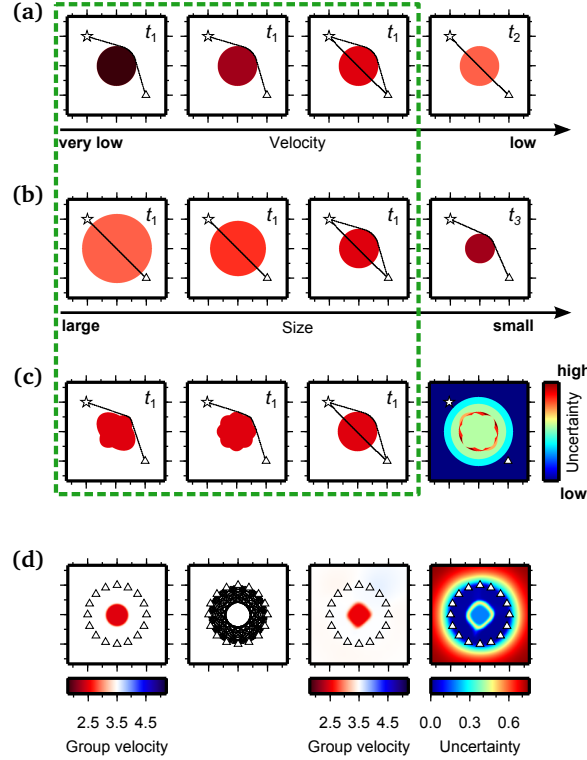 (a)
t1 t1 t1 t2
very low Velocity low
(b)
t1 t1 t1 t3
large Size small
(c)
t1 t1 t1
high
Uncertainty
low
(d)
2.5 3.5 4.5 2.5 3.5 4.5 0.0 0.3 0.6
Group velocity Group velocity Uncertainty